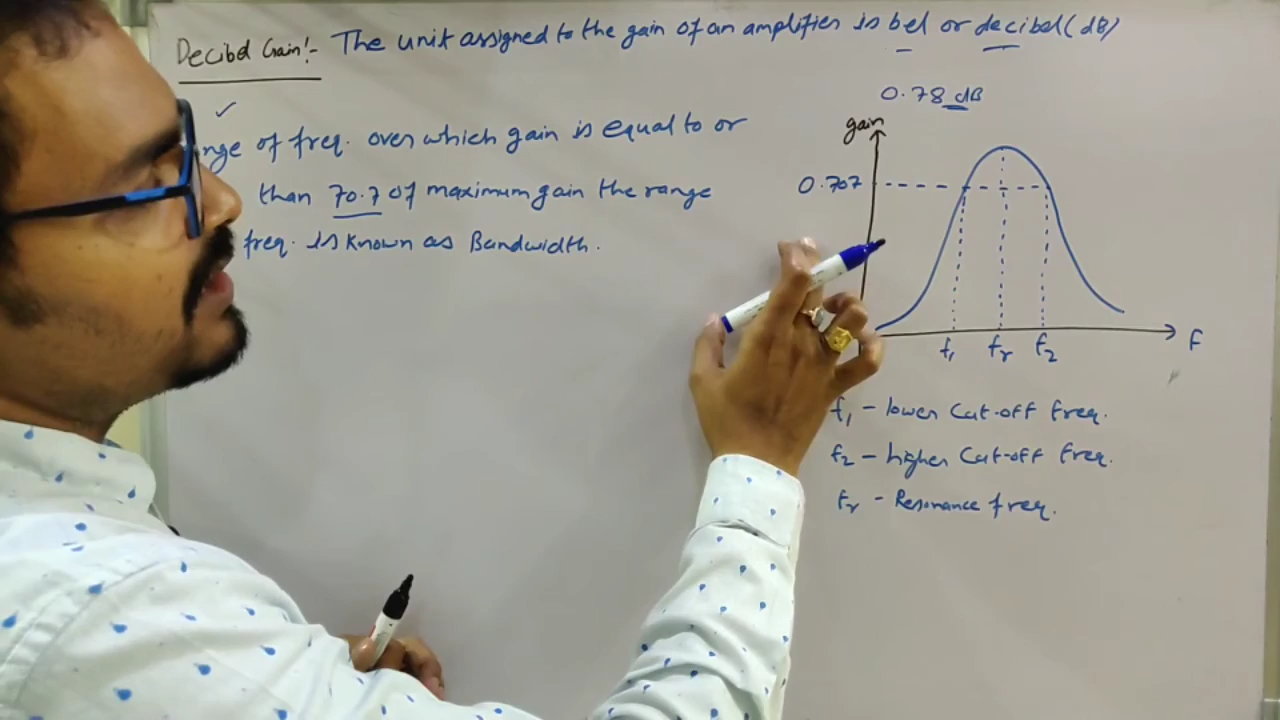 Decibel Gain:- The unit assigned to the gain of an amplifier is bel or decibel (dB)
nge of freq. over which gain is equal to or
than 70.7 of maximum gain the range
freq. is known as Bandwidth.
0.78 dB
gain
0.707
f1 fr f2
F
f1 - lower Cut-off freq.
f2 - higher Cut-off freq.
fr - Resonance freq.